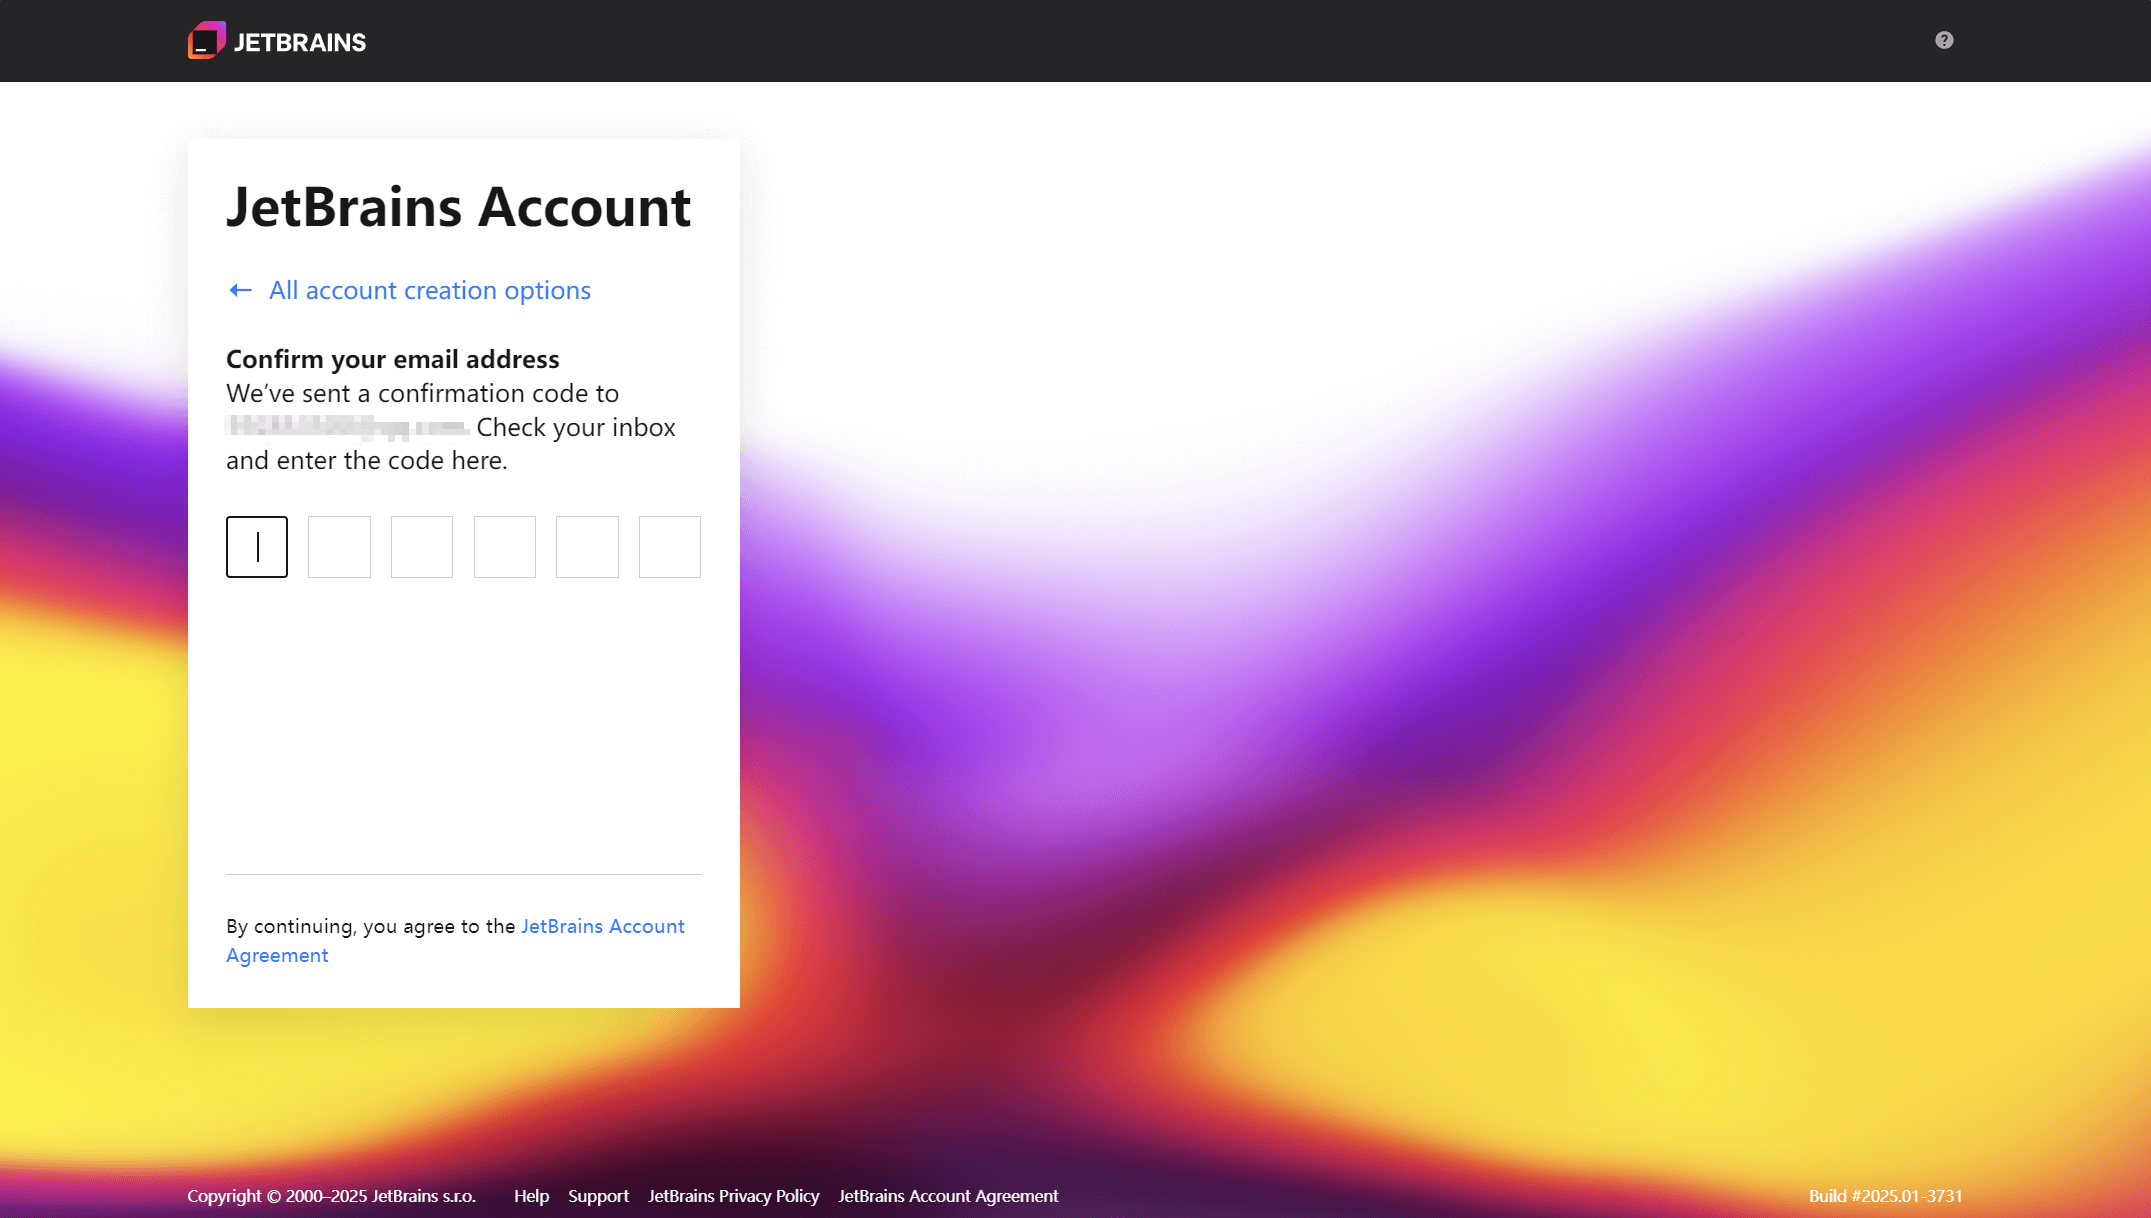 JETBRAINS
?
JetBrains Account
← All account creation options
Confirm your email address
We’ve sent a confirmation code to
Check your inbox
and enter the code here.
By continuing, you agree to the JetBrains Account
Agreement
Copyright © 2000–2025 JetBrains s.r.o. Help Support JetBrains Privacy Policy JetBrains Account Agreement Build #2025.01-3731